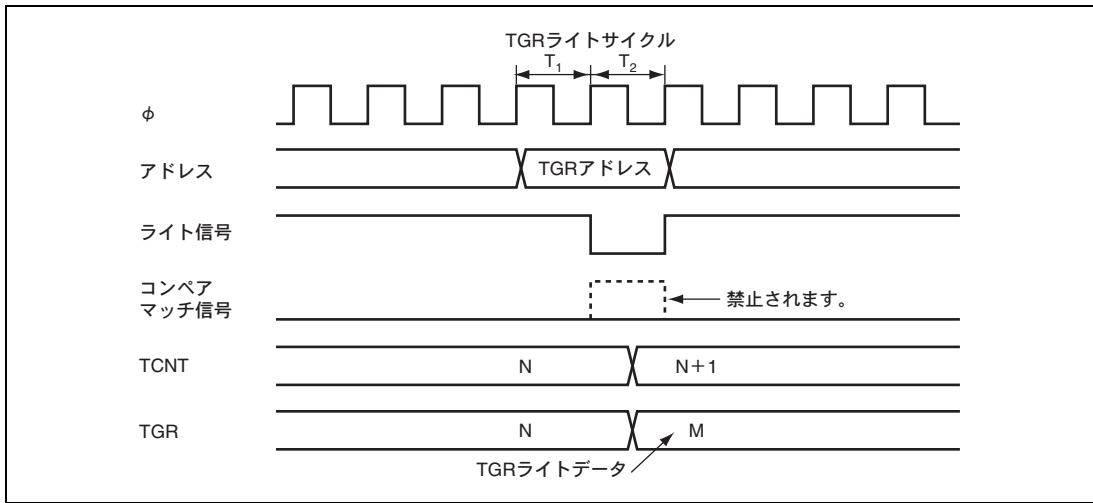 TGRライトサイクル
T1 T2
φ
アドレス
TGRアドレス
ライト信号
コンペア
マッチ信号
禁止されます。
TCNT
N
N+1
TGR
N
M
TGRライトデータ